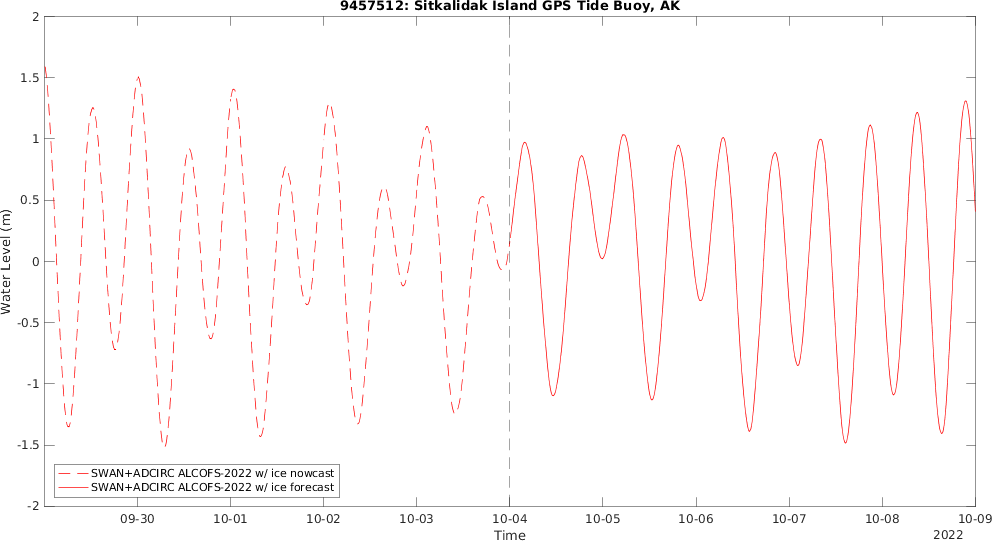 9457512: Sitkalidak Island GPS Tide Buoy, AK
2
1.5
1
0.5
0
-0.5
-1
-1.5
-2
Water Level (m)
SWAN+ADCIRC ALCOFS-2022 w/ ice nowcast
SWAN+ADCIRC ALCOFS-2022 w/ ice forecast
09-30 10-01 10-02 10-03 10-04 10-05 10-06 10-07 10-08 10-09
Time
2022